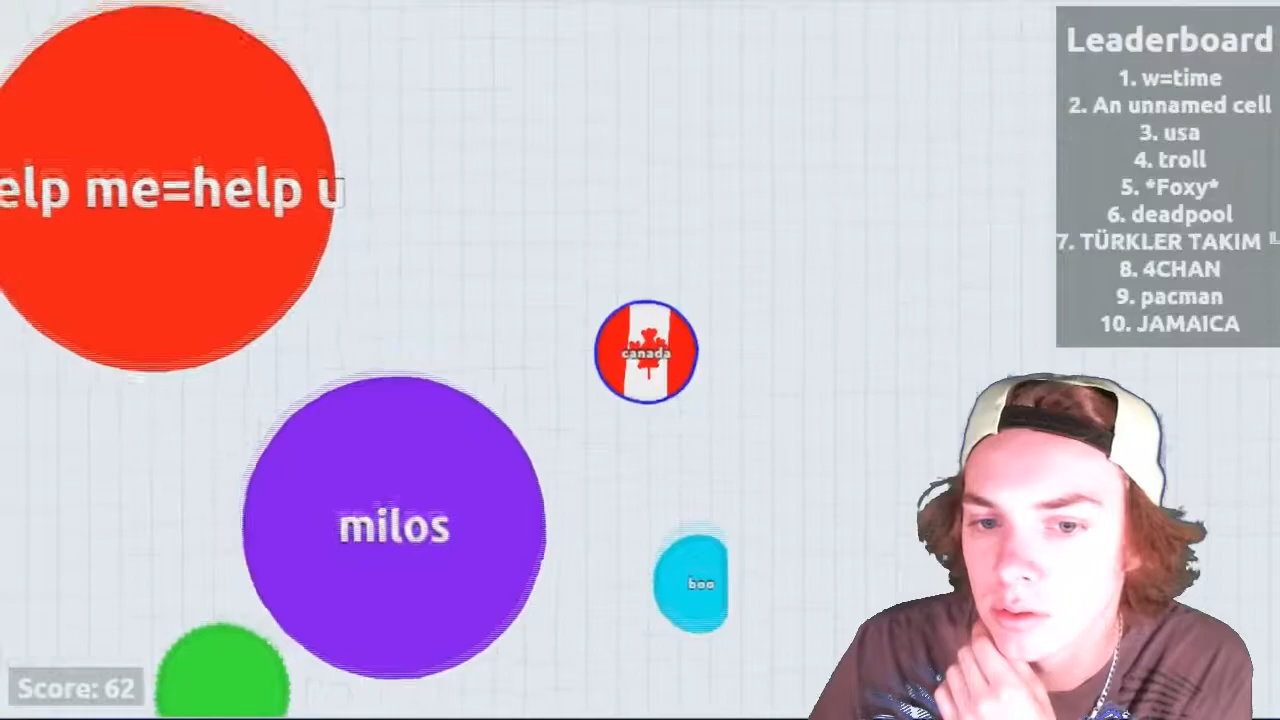 elp me=help u
milos
canada
boo
Score: 62
Leaderboard
1. w=time
2. An unnamed cell
3. usa
4. troll
5. *Foxy*
6. deadpool
7. TÜRKLER TAKIM
8. 4CHAN
9. pacman
10. JAMAICA